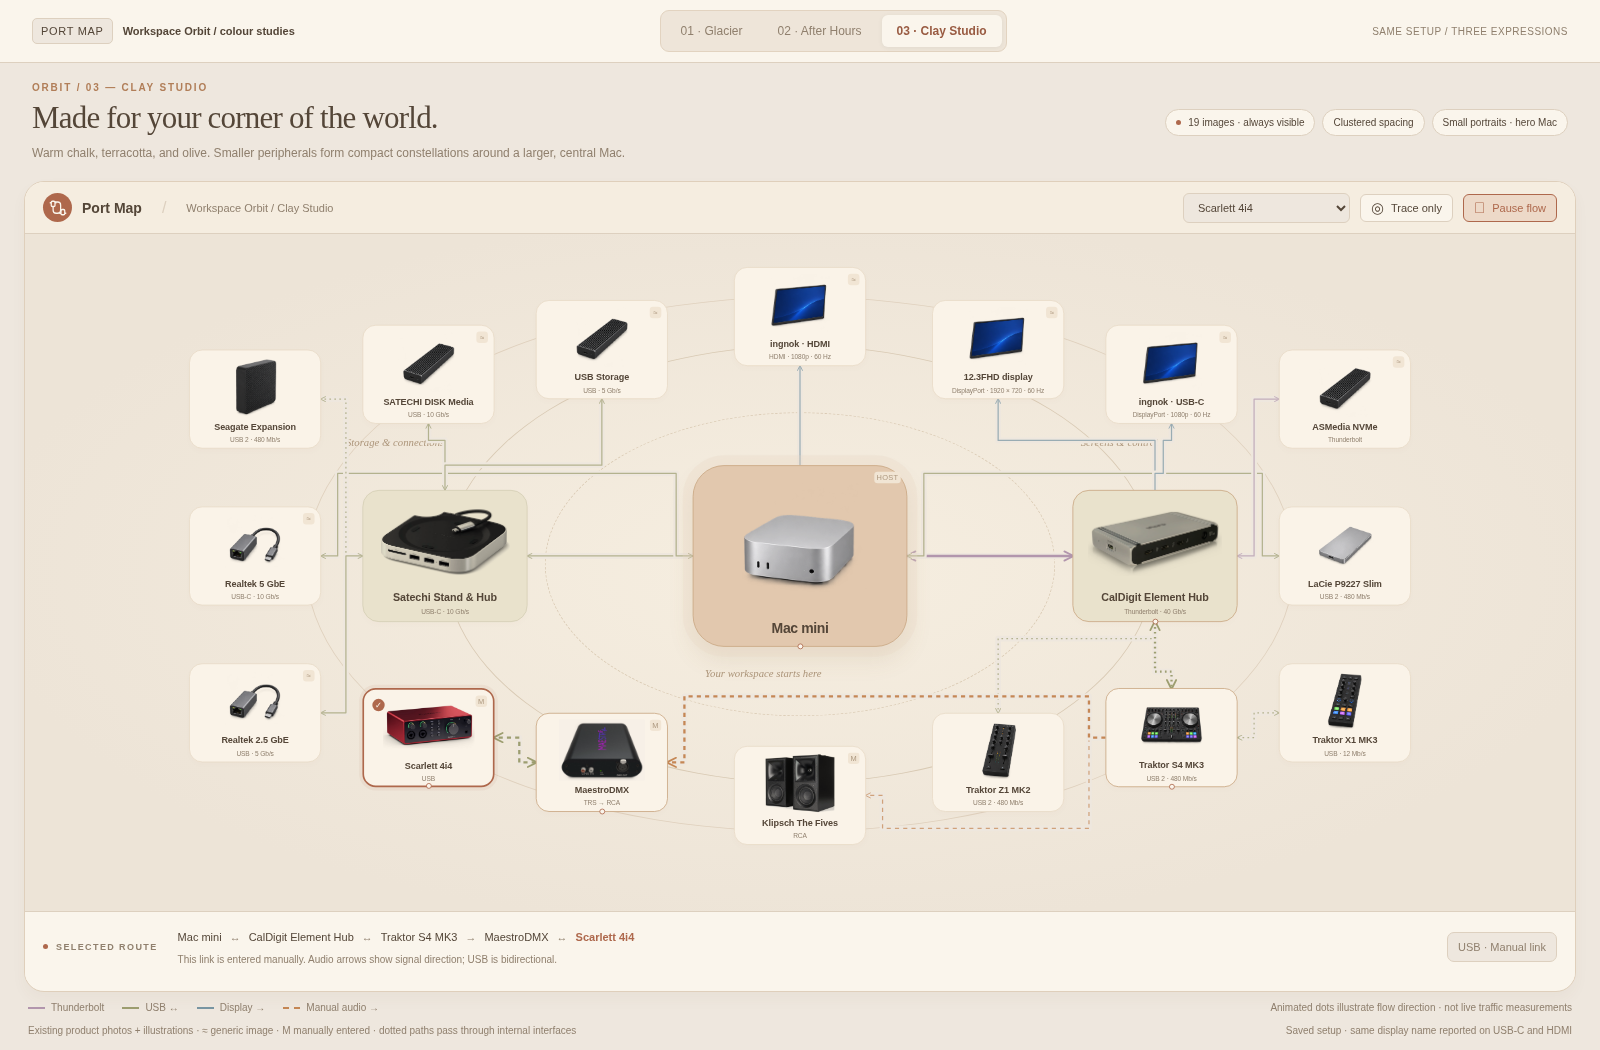 PORT MAP
Workspace Orbit / colour studies
01 · Glacier
02 · After Hours
03 · Clay Studio
SAME SETUP / THREE EXPRESSIONS
ORBIT / 03 — CLAY STUDIO
Made for your corner of the world.
Warm chalk, terracotta, and olive. Smaller peripherals form compact constellations around a larger, central Mac.
19 images · always visible
Clustered spacing
Small portraits · hero Mac
Port Map
/
Workspace Orbit / Clay Studio
Scarlett 4i4
◎ Trace only
Pause flow
≈
ingnok · HDMI
HDMI · 1080p · 60 Hz
≈
USB Storage
USB · 5 Gb/s
≈
12.3FHD display
DisplayPort · 1920 × 720 · 60 Hz
≈
SATECHI DISK Media
USB · 10 Gb/s
≈
ingnok · USB-C
DisplayPort · 1080p · 60 Hz
Seagate Expansion
USB 2 · 480 Mb/s
≈
ASMedia NVMe
Thunderbolt
Storage &
Screens &
HOST
Mac mini
Satechi Stand & Hub
USB-C · 10 Gb/s
CalDigit Element Hub
Thunderbolt · 40 Gb/s
≈
Realtek 5 GbE
USB-C · 10 Gb/s
LaCie P9227 Slim
USB 2 · 480 Mb/s
Your workspace starts here
≈
Realtek 2.5 GbE
USB · 5 Gb/s
✓
M
Scarlett 4i4
USB
M
MaestroDMX
TRS → RCA
M
Klipsch The Fives
RCA
Traktor Z1 MK2
USB 2 · 480 Mb/s
Traktor S4 MK3
USB 2 · 480 Mb/s
Traktor X1 MK3
USB · 12 Mb/s
SELECTED ROUTE
Mac mini ↔ CalDigit Element Hub ↔ Traktor S4 MK3 → MaestroDMX ↔ Scarlett 4i4
This link is entered manually. Audio arrows show signal direction; USB is bidirectional.
USB · Manual link
Thunderbolt
USB ↔
Display →
Manual audio →
Animated dots illustrate flow direction · not live traffic measurements
Existing product photos + illustrations · ≈ generic image · M manually entered · dotted paths pass through internal interfaces
Saved setup · same display name reported on USB-C and HDMI